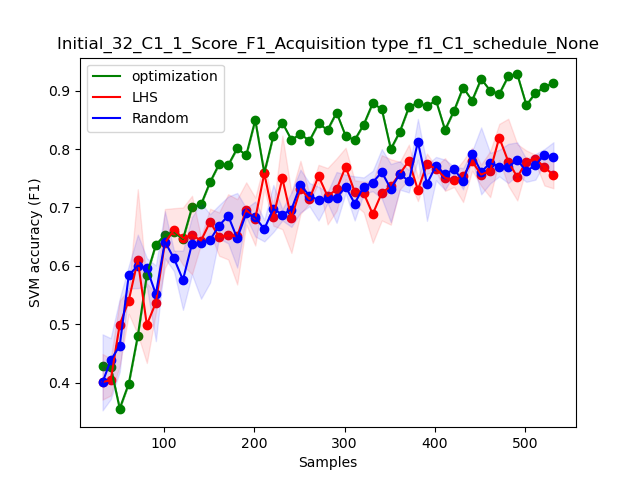 Initial_32_C1_1_Score_F1_Acquisition type_f1_C1_schedule_None
optimization
LHS
Random
SVM accuracy (F1)
0.9
0.8
0.7
0.6
0.5
0.4
100
200
300
400
500
Samples